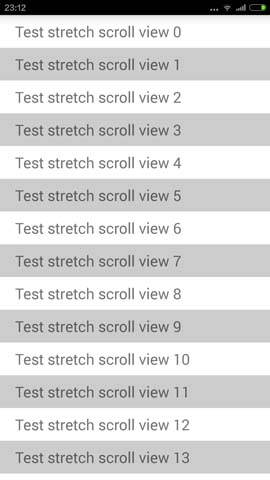 23:12
Test stretch scroll view 0
Test stretch scroll view 1
Test stretch scroll view 2
Test stretch scroll view 3
Test stretch scroll view 4
Test stretch scroll view 5
Test stretch scroll view 6
Test stretch scroll view 7
Test stretch scroll view 8
Test stretch scroll view 9
Test stretch scroll view 10
Test stretch scroll view 11
Test stretch scroll view 12
Test stretch scroll view 13